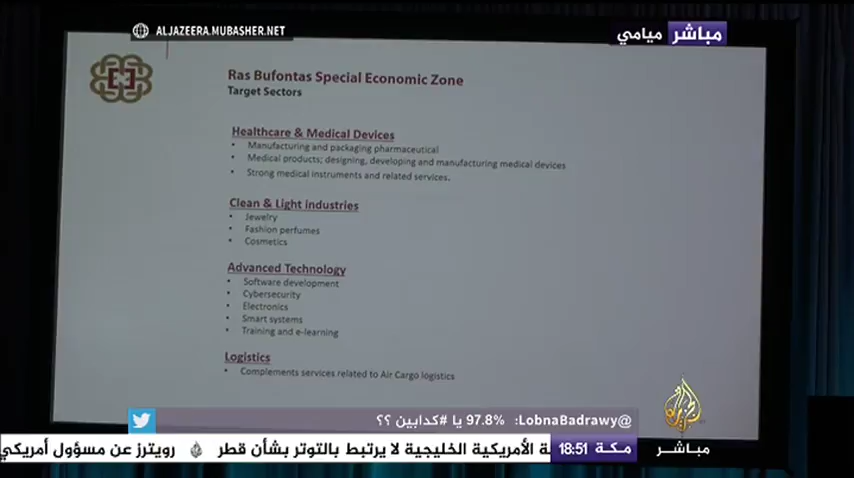 ALJAZEERA.MUBASHER.NET
مباشر ميامي
Ras Bufontas Special Economic Zone
Target Sectors
Healthcare & Medical Devices
• Manufacturing and packaging pharmaceutical
• Medical products; designing, developing and manufacturing medical devices
• Strong medical instruments and related services.
Clean & Light industries
• Jewelry
• Fashion perfumes
• Cosmetics
Advanced Technology
• Software development
• Cybersecurity
• Electronics
• Smart systems
• Training and e-learning
Logistics
• Complements services related to Air Cargo logistics
@LobnaBadrawy: 97.8% يا #كدابين ؟؟
الجزيرة
مباشر
مكة 18:51
ة الأمريكية الخليجية لا يرتبط بالتوتر بشأن قطر
رويترز عن مسؤول أمريكي